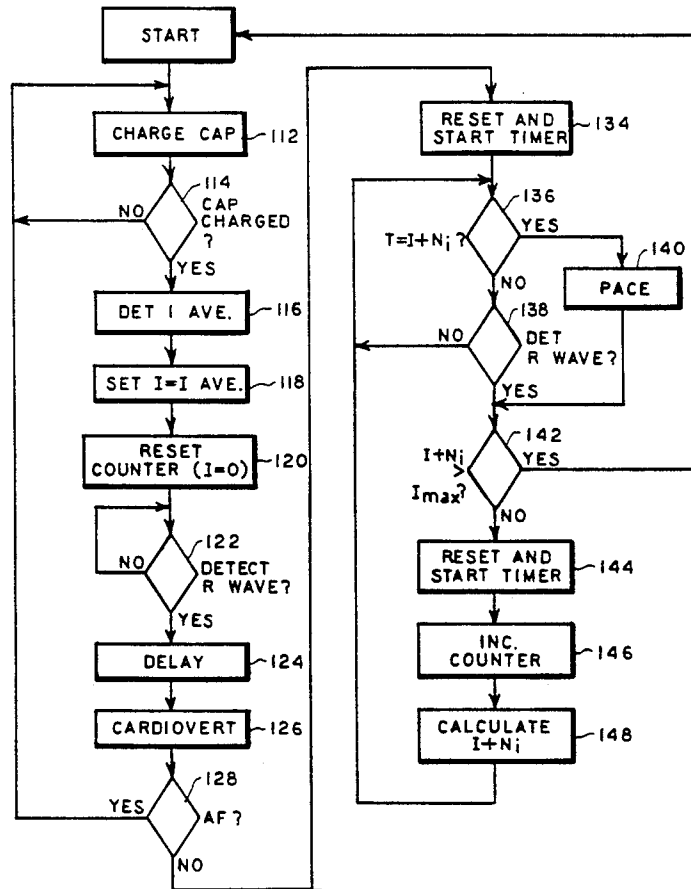 START
CHARGE CAP
112
114
NO
CAP
CHARGED
?
YES
DET I AVE.
116
SET I=I AVE.
118
RESET
COUNTER (I=0)
120
122
NO
DETECT
R WAVE?
YES
DELAY
124
CARDIOVERT
126
128
YES
AF?
NO
RESET AND
START TIMER
134
136
T=I+Ni?
YES
NO
140
PACE
138
NO
DET
R WAVE?
YES
142
I+Ni
>
Imax?
YES
NO
RESET AND
START TIMER
144
INC.
COUNTER
146
CALCULATE
I+Ni
148